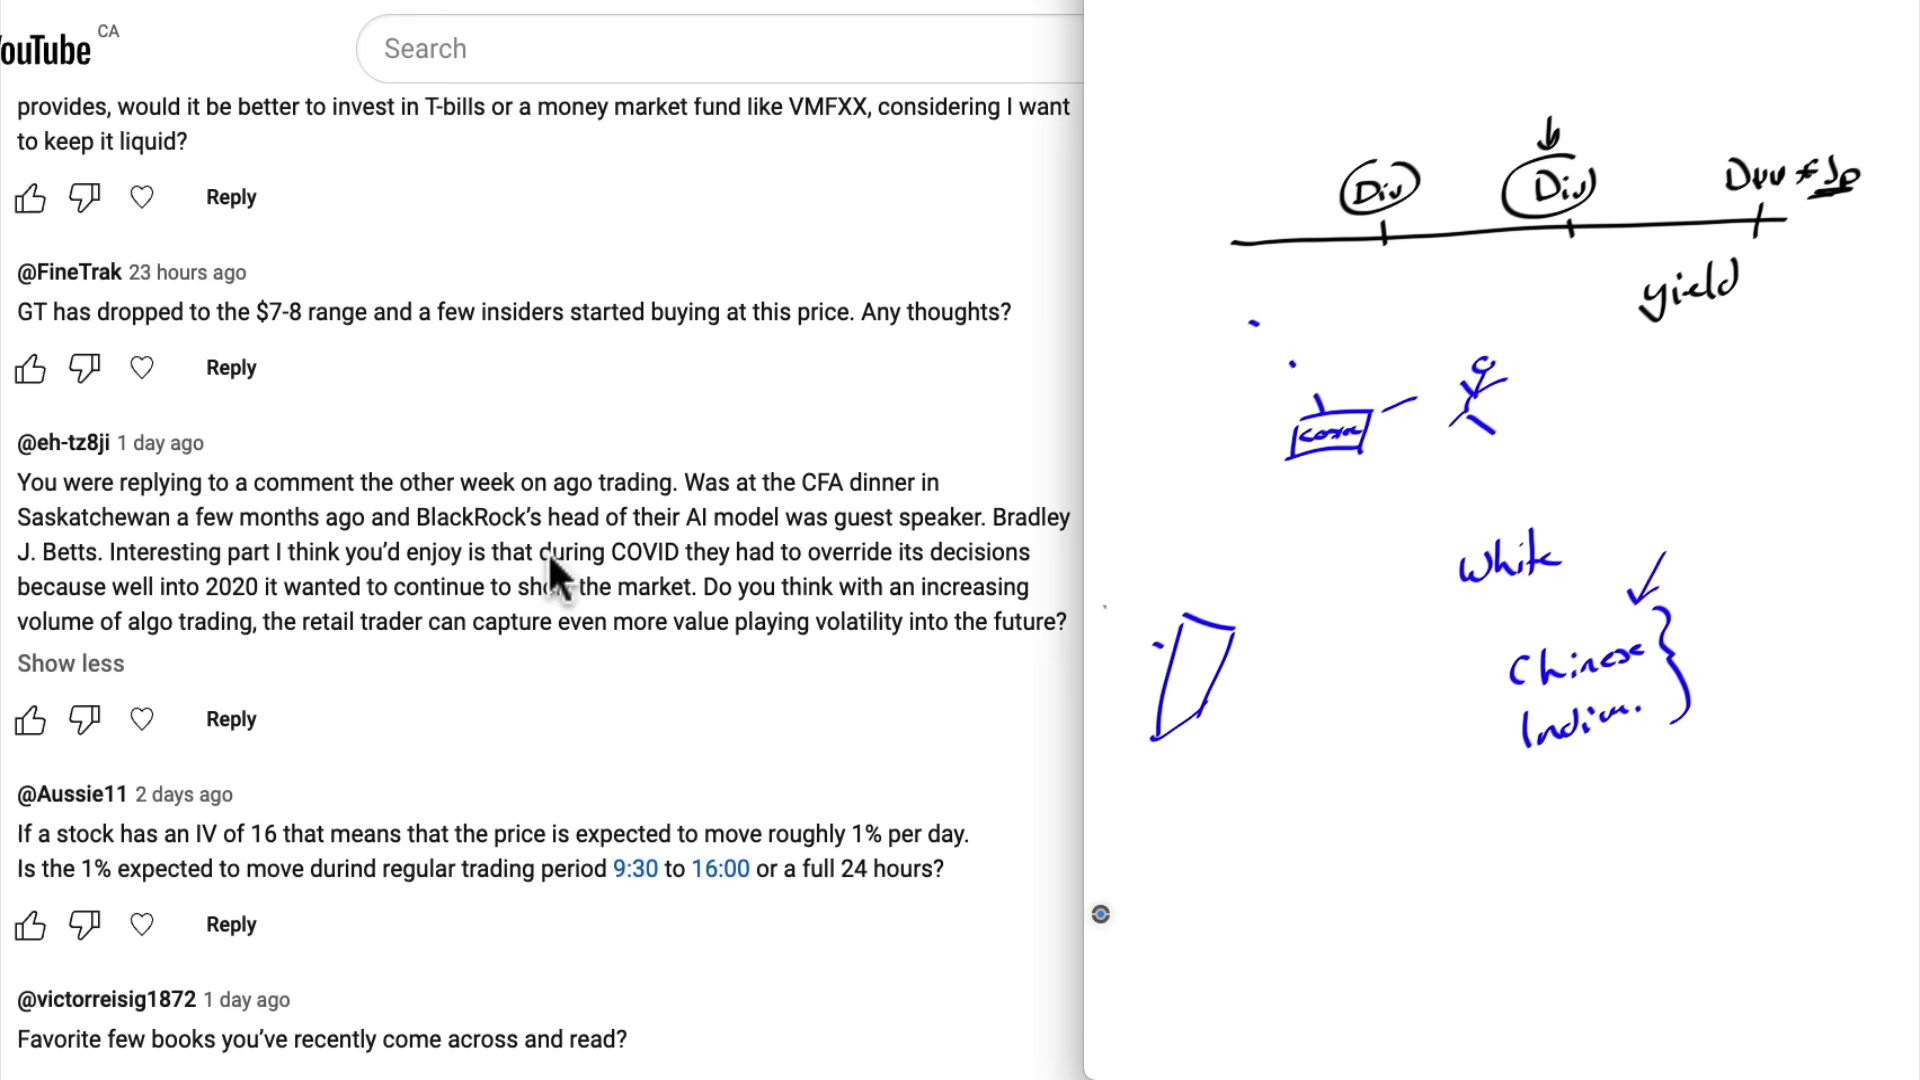 ouTube CA
Search
provides, would it be better to invest in T-bills or a money market fund like VMFXX, considering I want
to keep it liquid?
Reply
@FineTrak 23 hours ago
GT has dropped to the $7-8 range and a few insiders started buying at this price. Any thoughts?
Reply
@eh-tz8ji 1 day ago
You were replying to a comment the other week on ago trading. Was at the CFA dinner in
Saskatchewan a few months ago and BlackRock's head of their AI model was guest speaker. Bradley
J. Betts. Interesting part I think you'd enjoy is that during COVID they had to override its decisions
because well into 2020 it wanted to continue to the market. Do you think with an increasing
volume of algo trading, the retail trader can capture even more value playing volatility into the future?
Show less
Reply
@Aussie11 2 days ago
If a stock has an IV of 16 that means that the price is expected to move roughly 1% per day.
Is the 1% expected to move durind regular trading period 9:30 to 16:00 or a full 24 hours?
Reply
@victorreisig1872 1 day ago
Favorite few books you've recently come across and read?
Div Div
yield
White
Chinese
Indian.